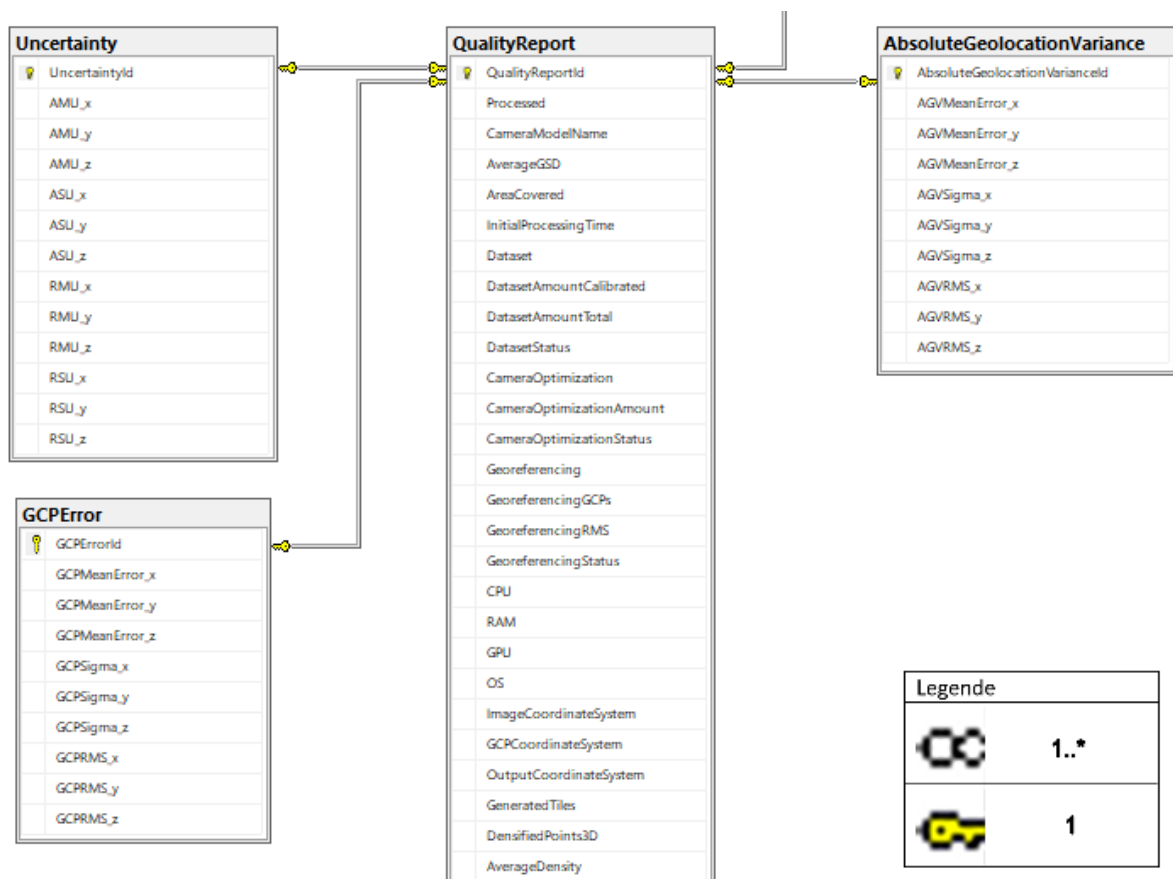 Uncertainty
UncertaintyId
AMU_x
AMU_y
AMU_z
ASU_x
ASU_y
ASU_z
RMU_x
RMU_y
RMU_z
RSU_x
RSU_y
RSU_z
GCPError
GCPErrorId
GCPMeanError_x
GCPMeanError_y
GCPMeanError_z
GCPSigma_x
GCPSigma_y
GCPSigma_z
GCPRMS_x
GCPRMS_y
GCPRMS_z
QualityReport
QualityReportId
Processed
CameraModelName
AverageGSD
AreaCovered
InitialProcessingTime
Dataset
DatasetAmountCalibrated
DatasetAmountTotal
DatasetStatus
CameraOptimization
CameraOptimizationAmount
CameraOptimizationStatus
Georeferencing
GeoreferencingGCPs
GeoreferencingRMS
GeoreferencingStatus
CPU
RAM
GPU
OS
ImageCoordinateSystem
GCPCoordinateSystem
OutputCoordinateSystem
GeneratedTiles
DensifiedPoints3D
AverageDensity
AbsoluteGeolocationVariance
AbsoluteGeolocationVarianceId
AGVMeanError_x
AGVMeanError_y
AGVMeanError_z
AGVSigma_x
AGVSigma_y
AGVSigma_z
AGVRMS_x
AGVRMS_y
AGVRMS_z
Legende
1..*
1